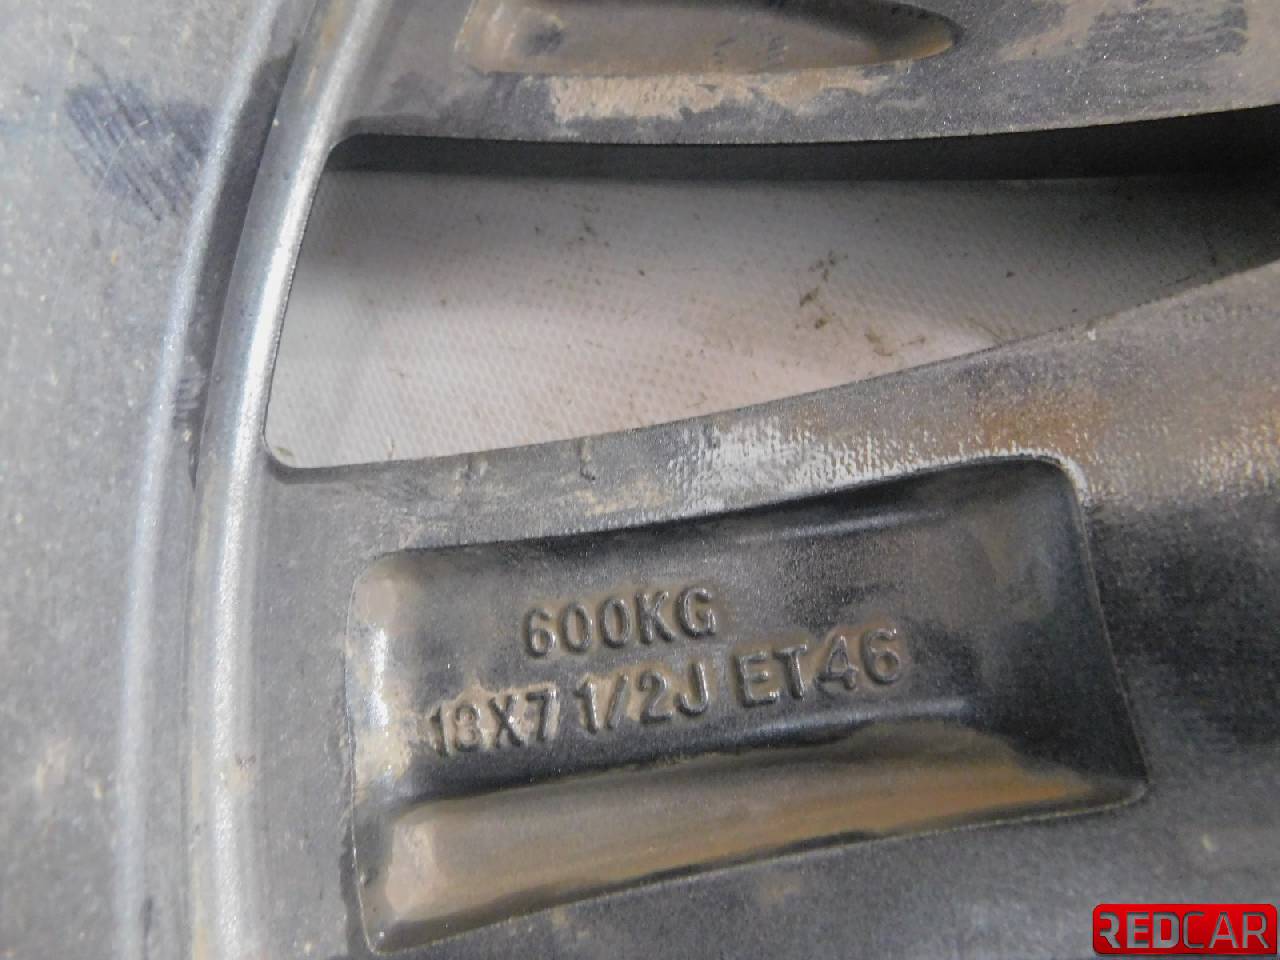 600KG
18X7 1/2J ET46
REDCAR